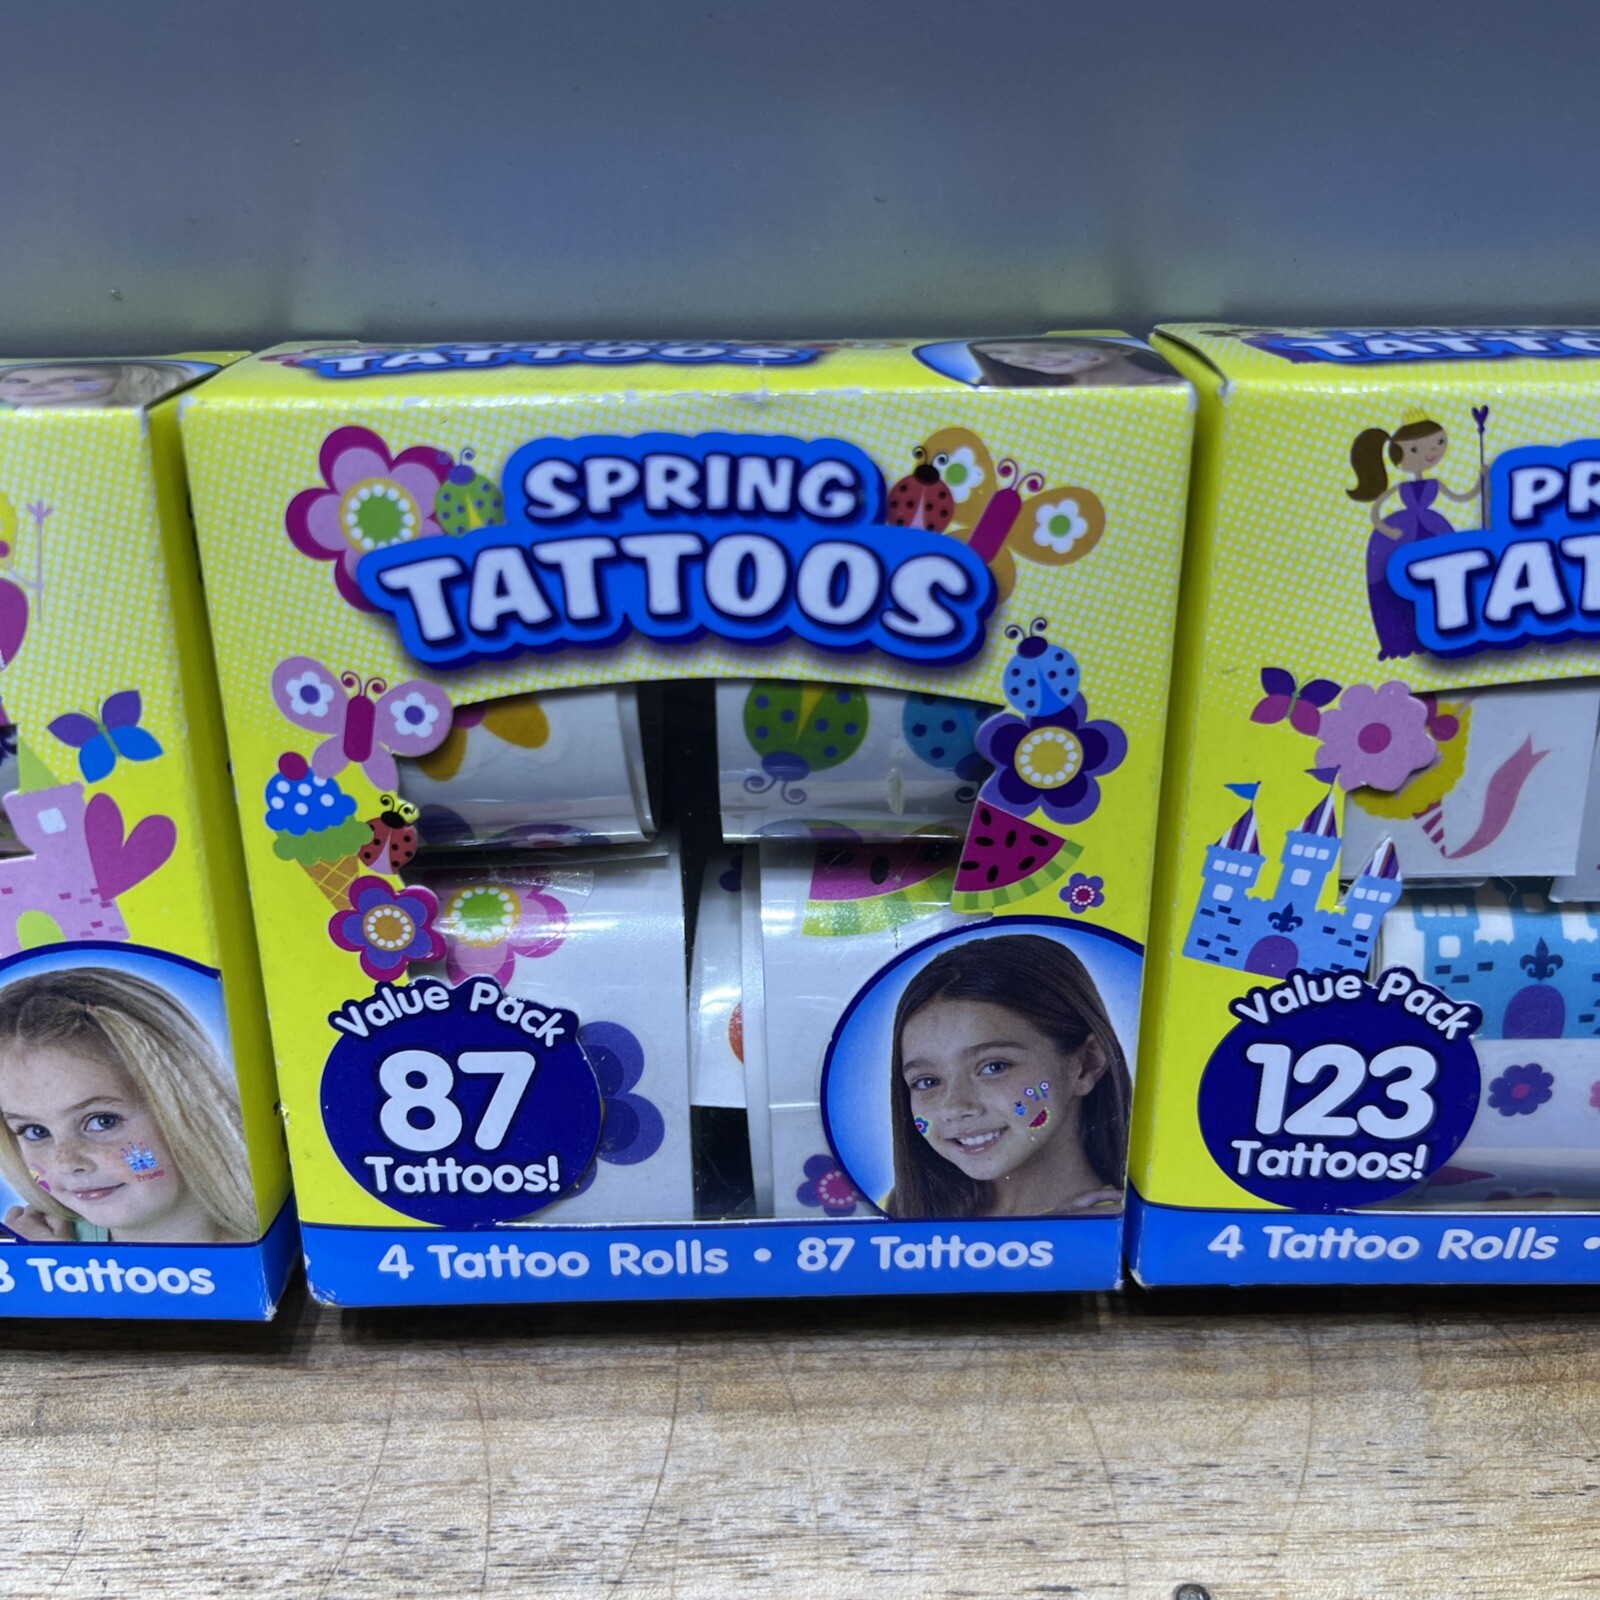 TATTOOS
SPRING
TATTOOS
Value Pack
87
Tattoos!
4 Tattoo Rolls • 87 Tattoos
Tattoos
Value Pack
123
Tattoos!
4 Tattoo Rolls •